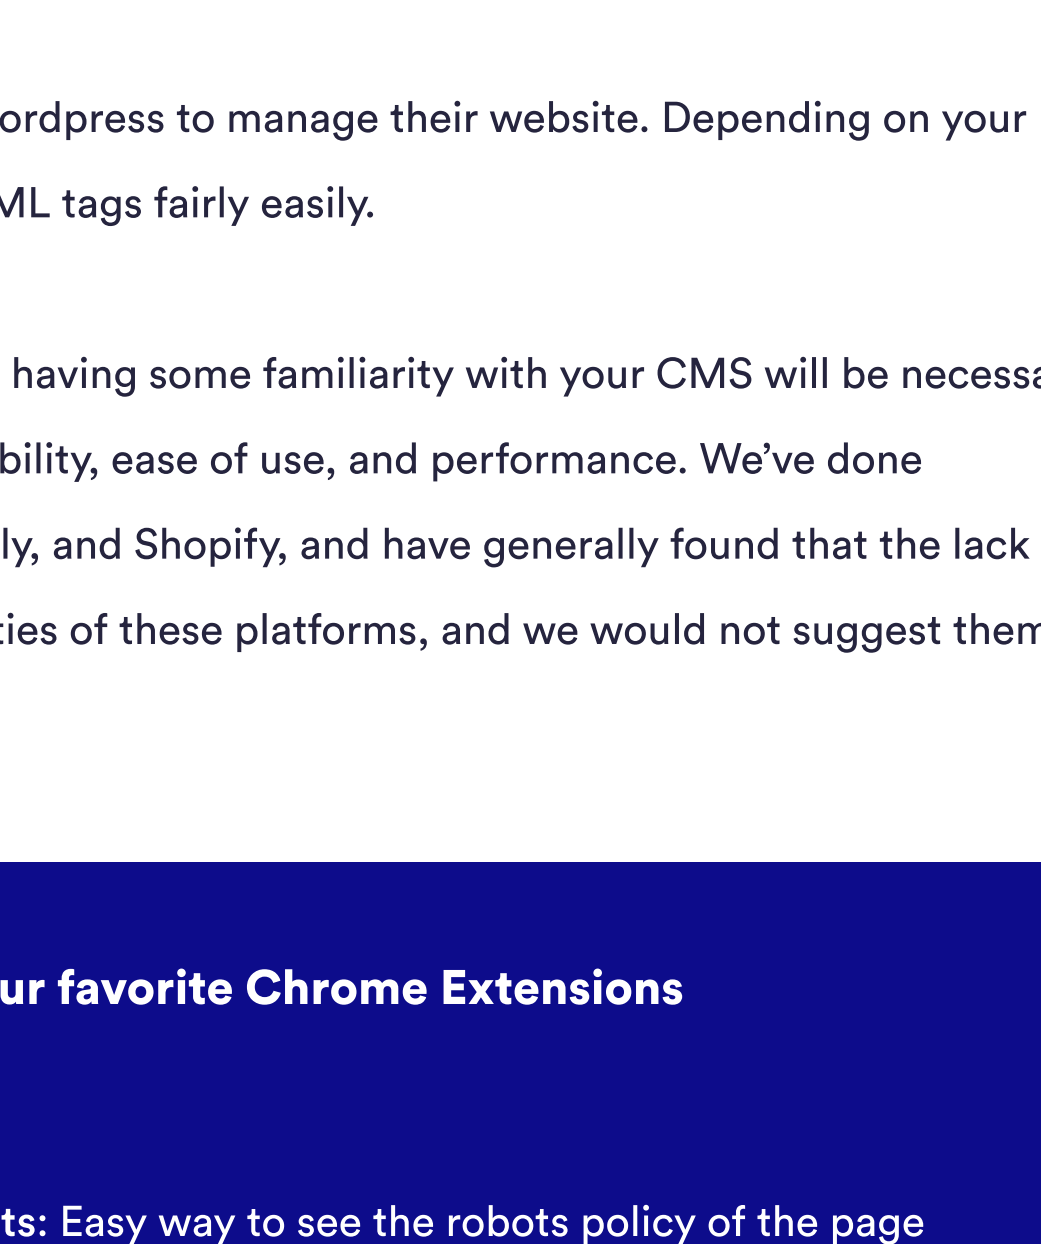 ordpress to manage their website. Depending on your
ML tags fairly easily.
having some familiarity with your CMS will be necessa
bility, ease of use, and performance. We’ve done
ly, and Shopify, and have generally found that the lack
ties of these platforms, and we would not suggest them
ur favorite Chrome Extensions
ts: Easy way to see the robots policy of the page